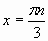 x = πn/3